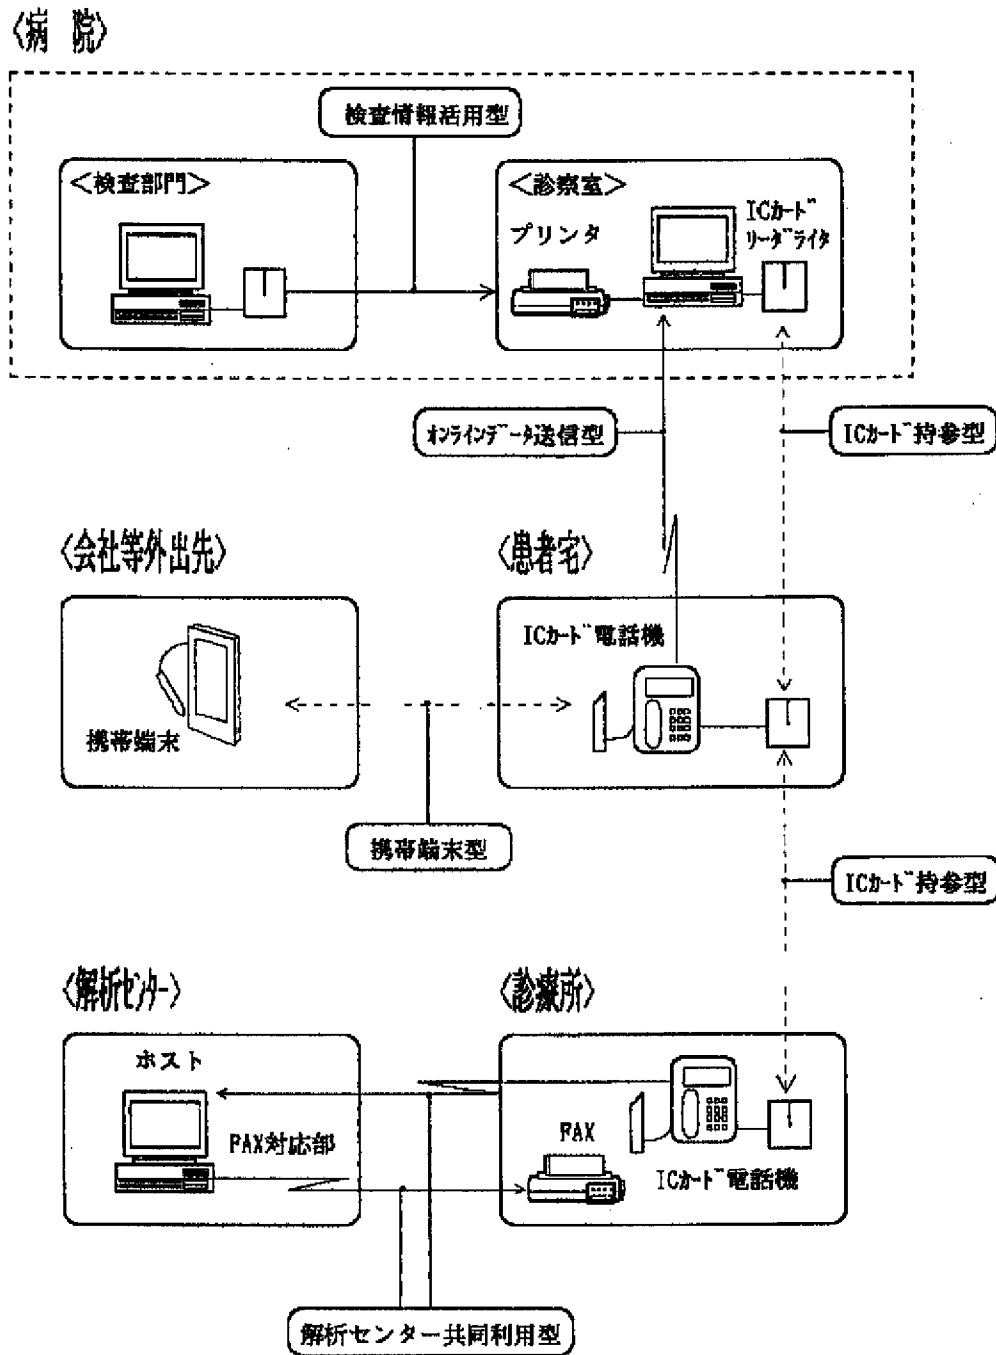 〈病 院〉
検査情報活用型
＜検査部門＞
＜診察室＞
プリンタ
ICｶｰﾄﾞ
ﾘｰﾀﾞﾗｲﾀ
ｵﾝﾗｲﾝﾃﾞｰﾀ送信型
ICｶｰﾄﾞ持参型
〈会社等外出先〉
〈患者宅〉
ICｶｰﾄﾞ電話機
携帯端末
携帯端末型
ICｶｰﾄﾞ持参型
〈解析ｾﾝﾀｰ〉
〈診療所〉
ホスト
FAX対応部
FAX
ICｶｰﾄﾞ電話機
解析センター共同利用型